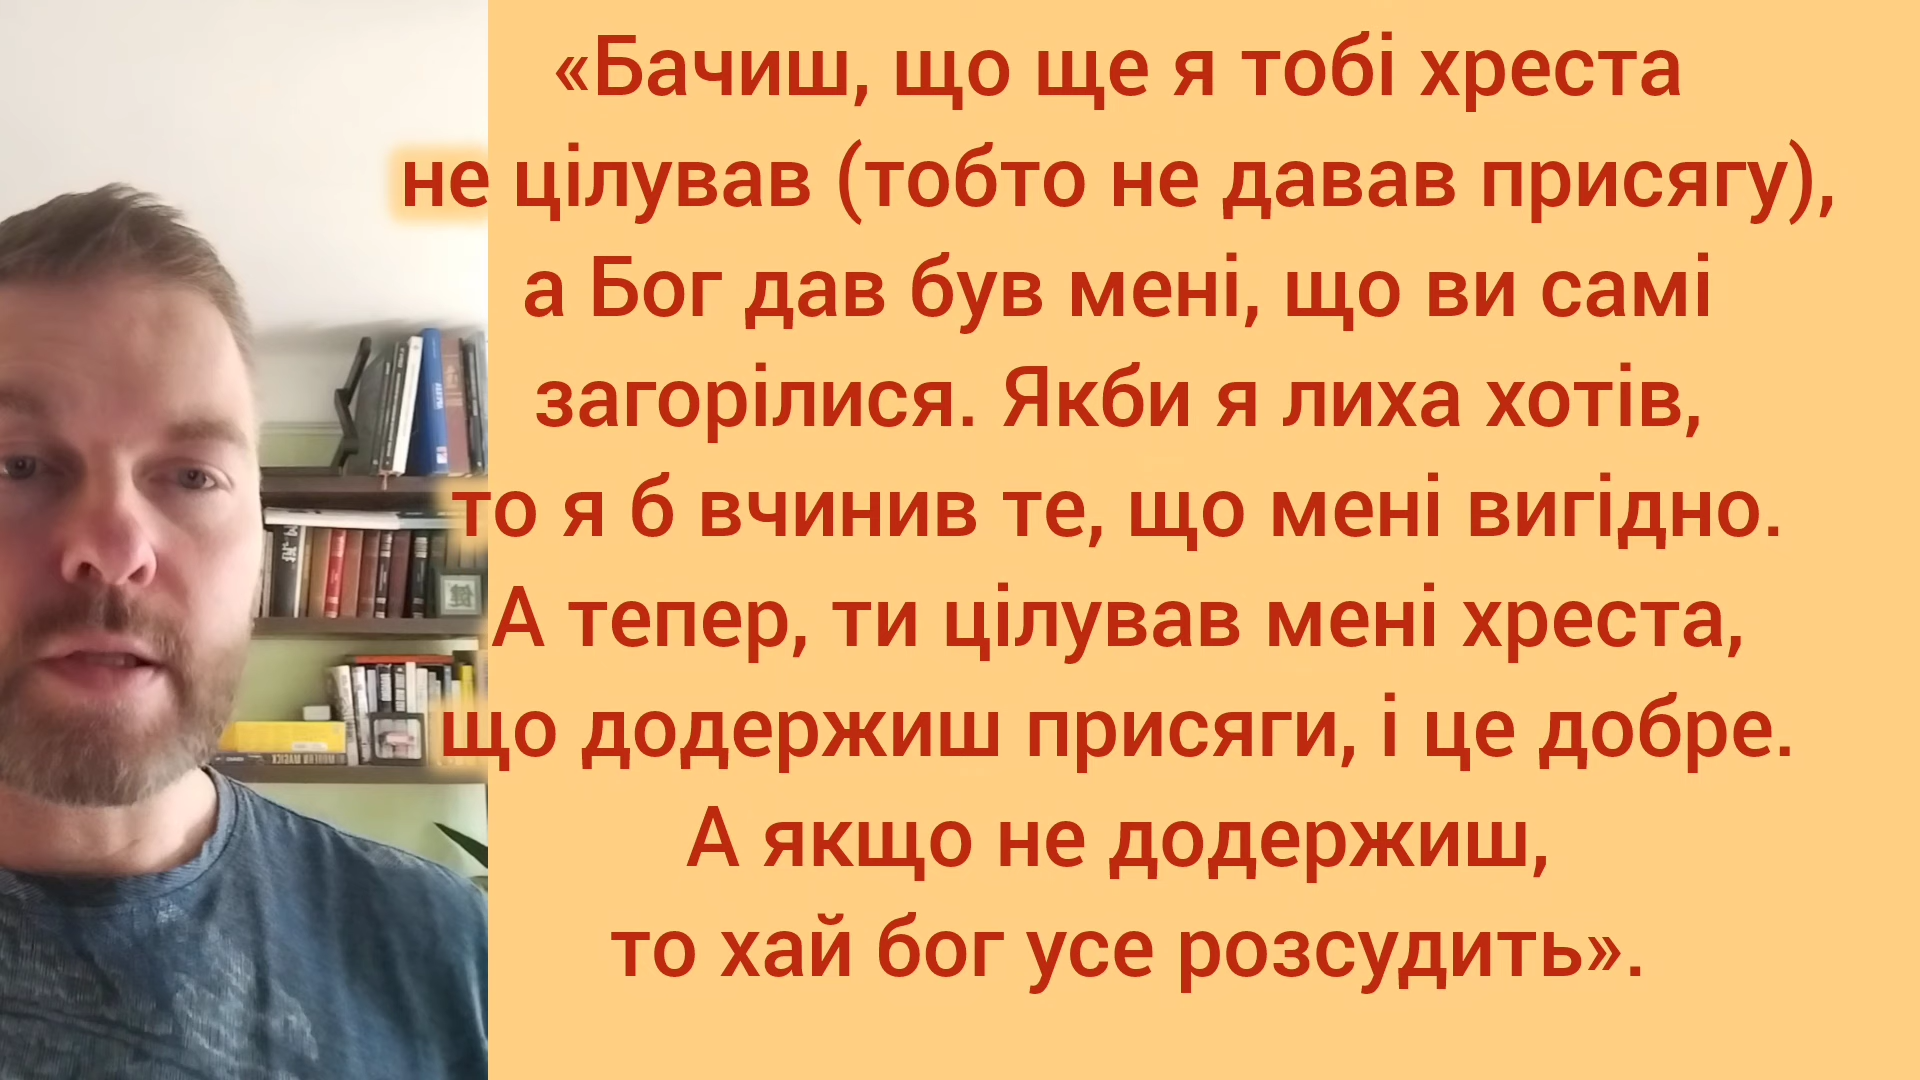 «Бачиш, що ще я тобі хреста
не цілував (тобто не давав присягу),
а Бог дав був мені, що ви самі
загорілися. Якби я лиха хотів,
то я б вчинив те, що мені вигідно.
А тепер, ти цілував мені хреста,
що додержиш присяги, і це добре.
А якщо не додержиш,
то хай бог усе розсудить».